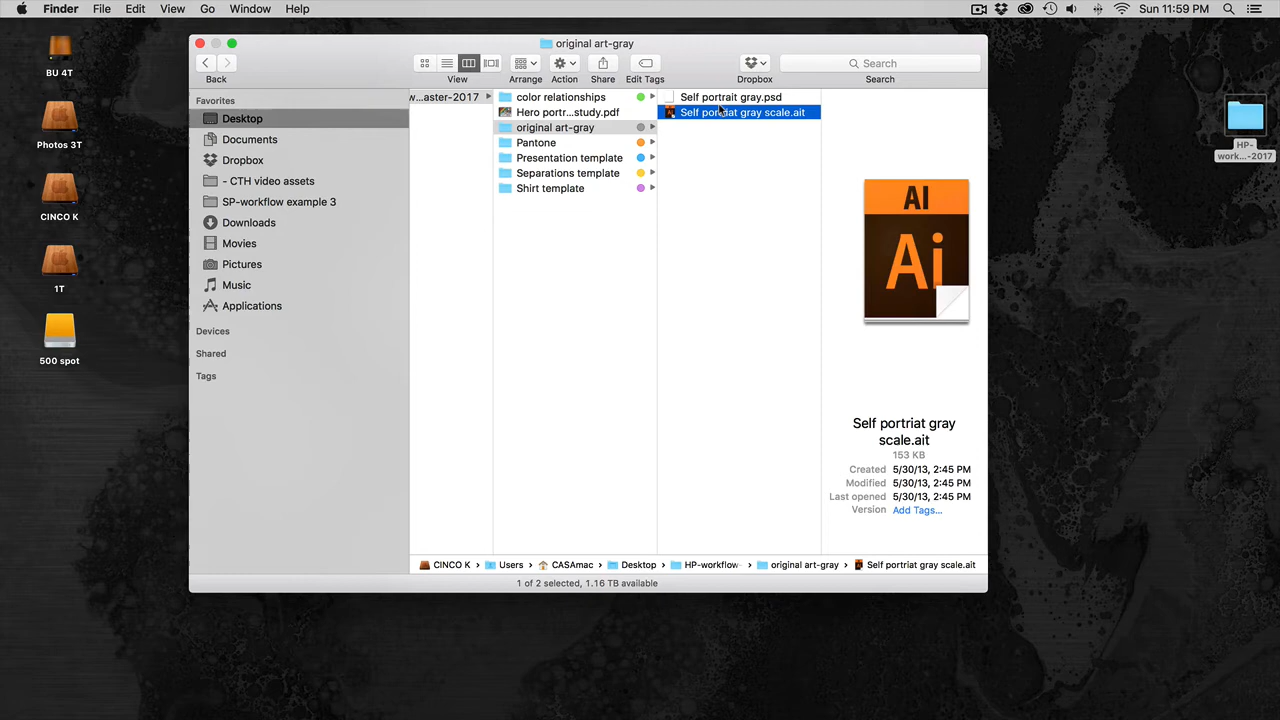 Finder File Edit View Go Window Help Sun 11:59 PM
original art-gray
Back View Arrange Action Share Edit Tags Dropbox Search
Search
BU 4T
Photos 3T
CINCO K
1T
500 spot
Favorites
Desktop
Documents
Dropbox
- CTH video assets
SP-workflow example 3
Downloads
Movies
Pictures
Music
Applications
Devices
Shared
Tags
w...aster-2017
color relationships
Hero portr...study.pdf
original art-gray
Pantone
Presentation template
Separations template
Shirt template
Self portrait gray.psd
Self portriat gray scale.ait
AI
Ai
Self portriat gray
scale.ait
153 KB
Created 5/30/13, 2:45 PM
Modified 5/30/13, 2:45 PM
Last opened 5/30/13, 2:45 PM
Version Add Tags...
CINCO K › Users › CASAmac › Desktop › HP-workflow- › original art-gray › Self portriat gray scale.ait
1 of 2 selected, 1.16 TB available
HP-
work...-2017